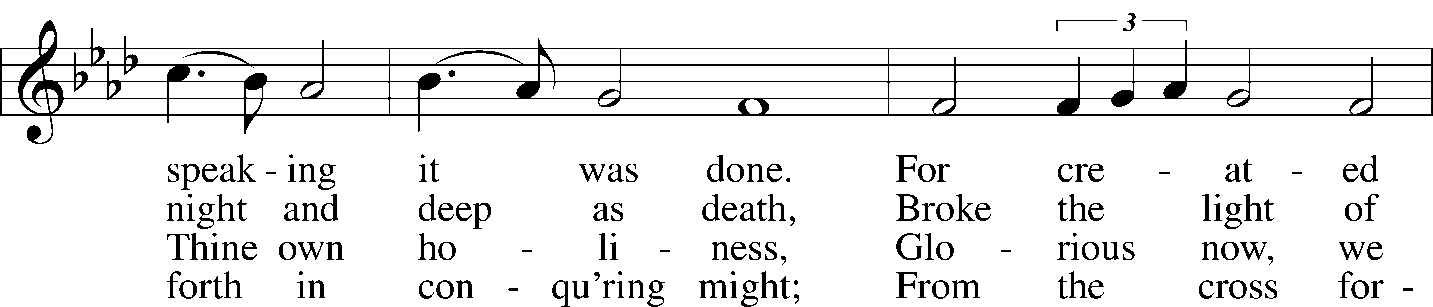 3
speak - ing it was done. For cre - at - ed
night and deep as death, Broke the light of
Thine own ho - li - ness, Glo - rious now, we
forth in con - qu'ring might; From the cross for -